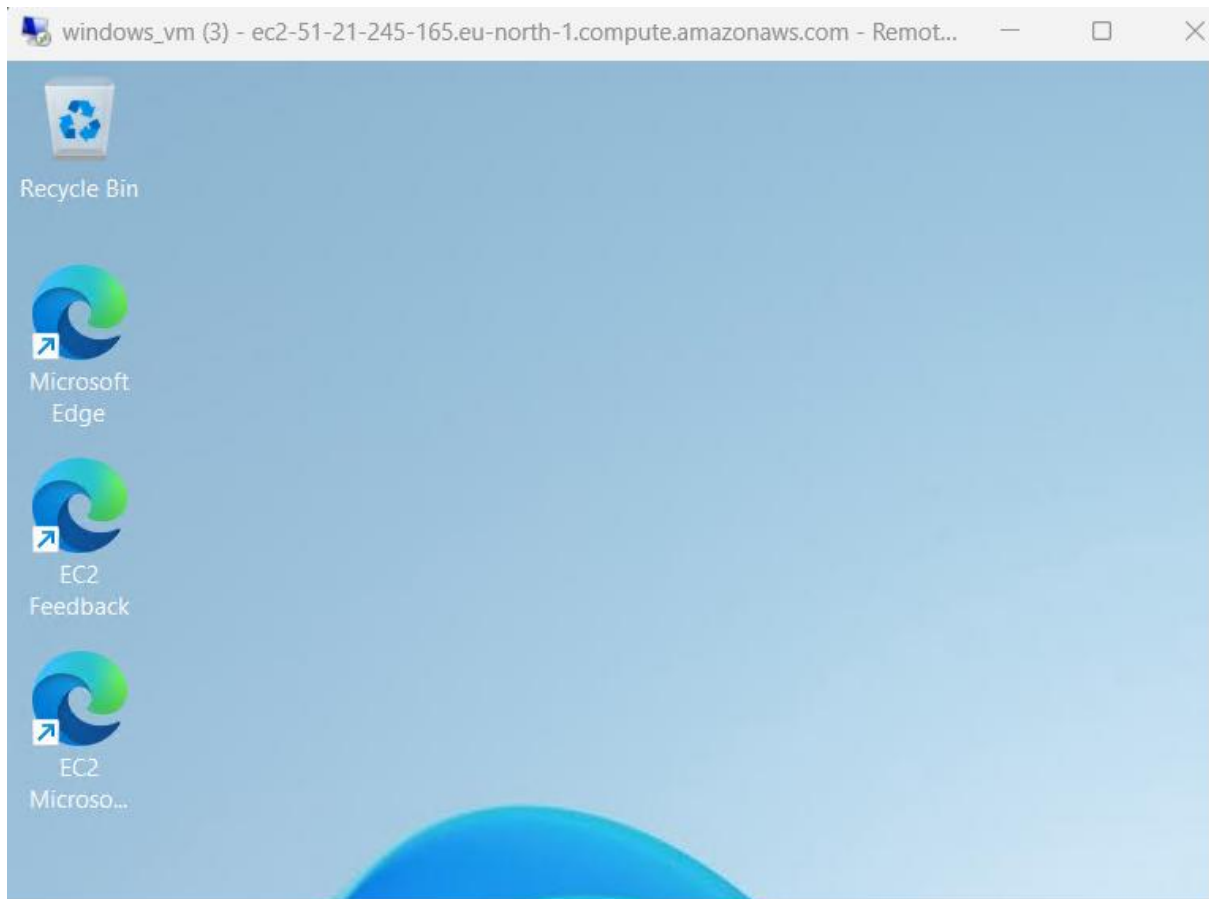 windows_vm (3) - ec2-51-21-245-165.eu-north-1.compute.amazonaws.com - Remot...
Recycle Bin
Microsoft
Edge
EC2
Feedback
EC2
Microso...